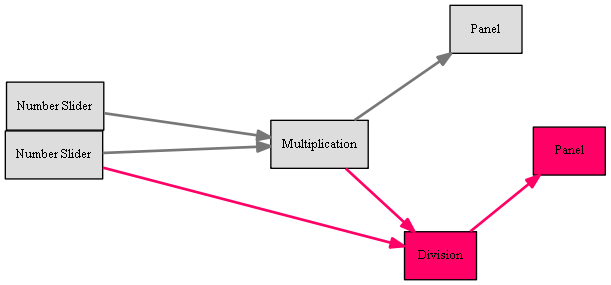 Panel
Number Slider
Multiplication
Panel
Number Slider
Division